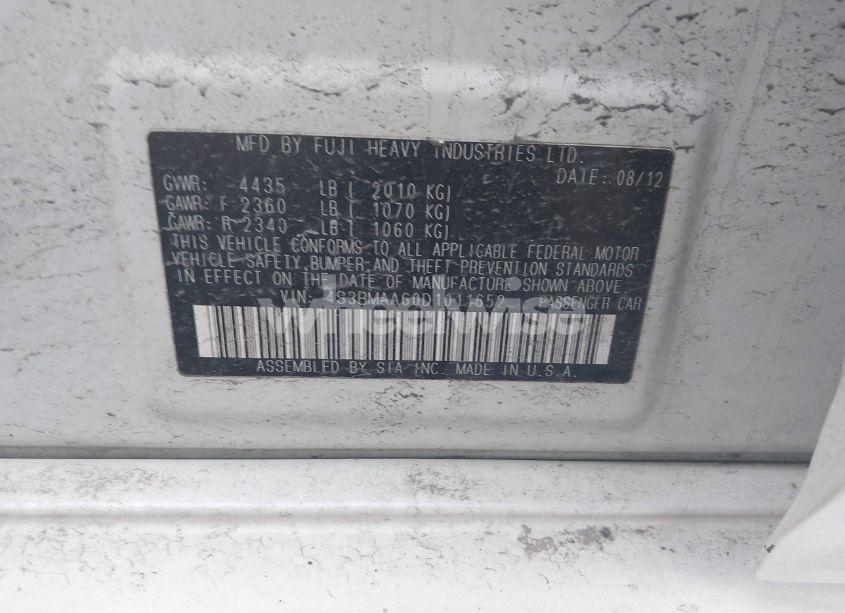 MFD BY FUJI HEAVY INDUSTRIES LTD.
DATE: 08/12
GVWR: 4435 LB ( 2010 KG)
GAWR: F 2360 LB ( 1070 KG)
GAWR: R 2340 LB ( 1060 KG)
THIS VEHICLE CONFORMS TO ALL APPLICABLE FEDERAL MOTOR
VEHICLE SAFETY, BUMPER, AND THEFT PREVENTION STANDARDS
IN EFFECT ON THE DATE OF MANUFACTURE SHOWN ABOVE.
VIN: 4S3BMAA60D1011652 PASSENGER CAR
wheelwise
ASSEMBLED BY STA INC. MADE IN U.S.A.